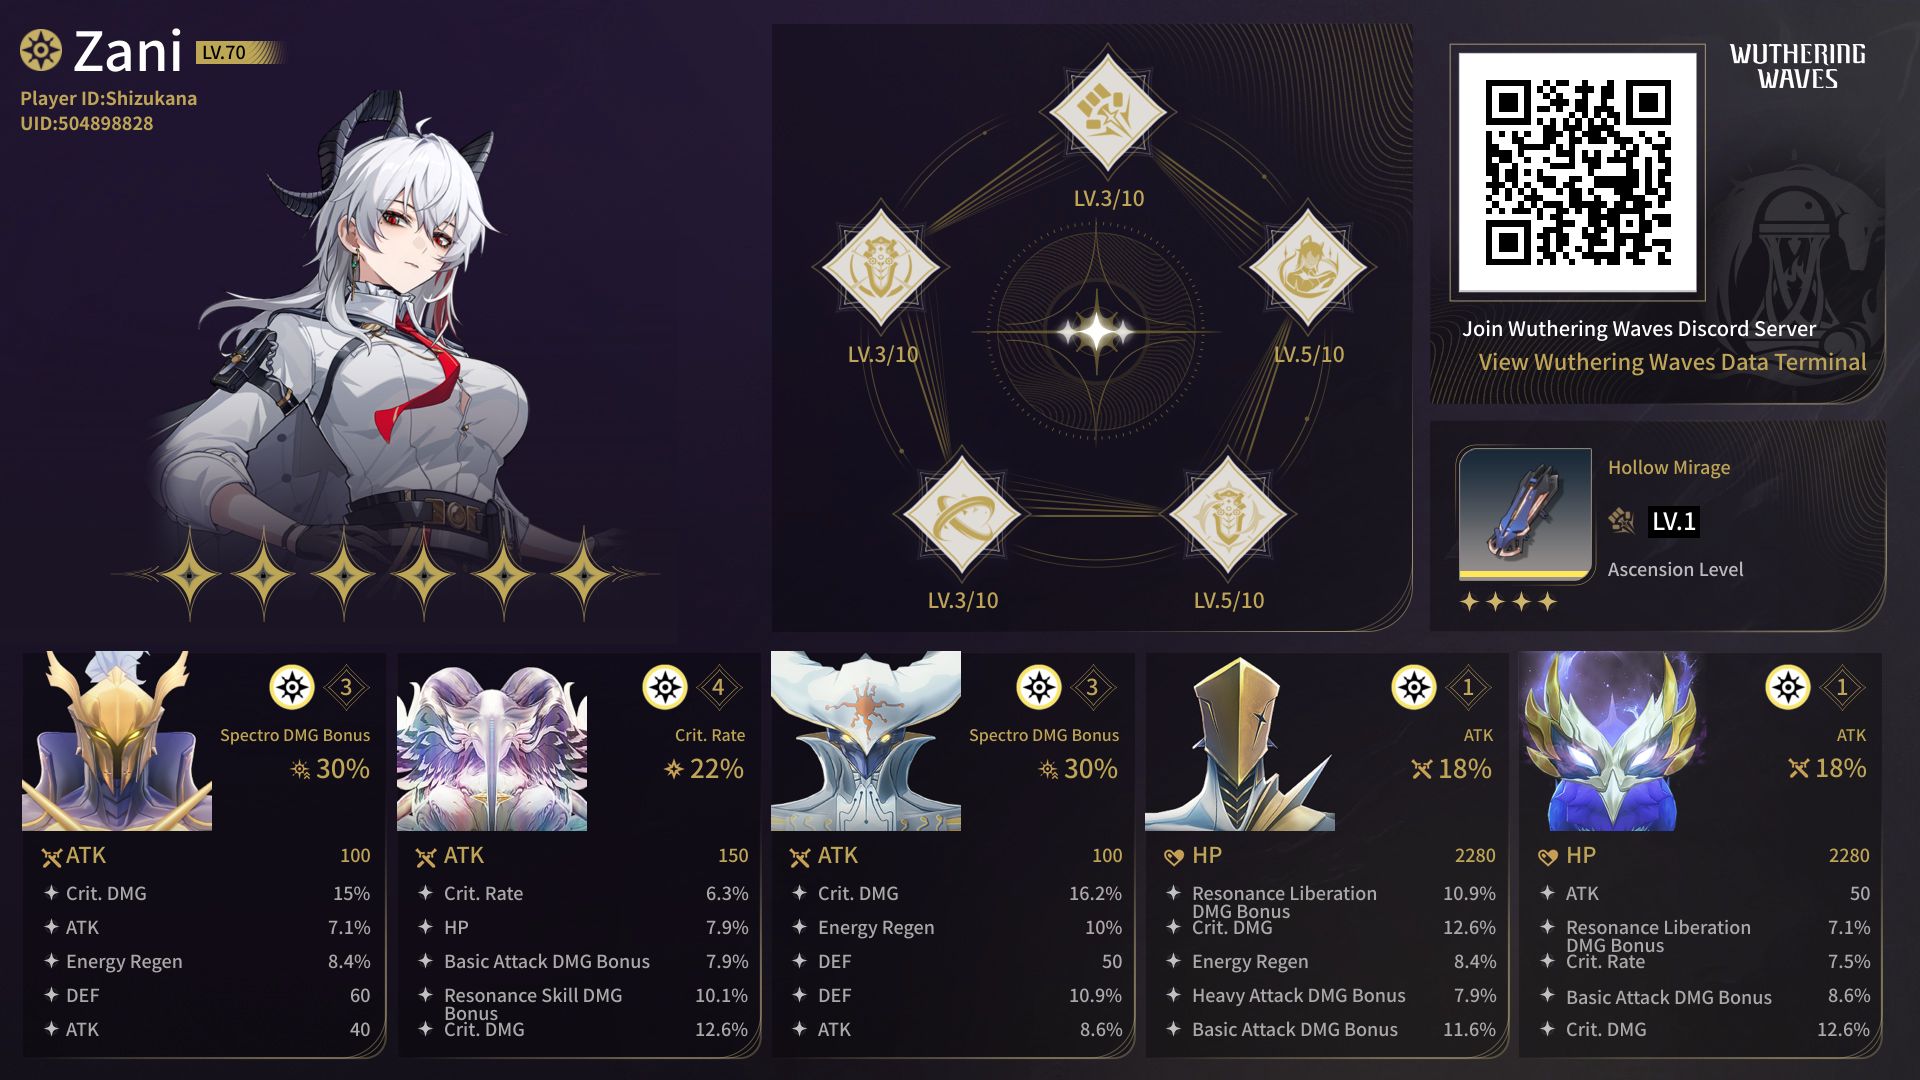 Zani LV.70
Player ID:Shizukana
UID:504898828
LV.3/10
LV.3/10
LV.5/10
LV.3/10
LV.5/10
WUTHERING
WAVES
Join Wuthering Waves Discord Server
View Wuthering Waves Data Terminal
Hollow Mirage
LV.1
Ascension Level
3
Spectro DMG Bonus
30%
ATK 100
Crit. DMG 15%
ATK 7.1%
Energy Regen 8.4%
DEF 60
ATK 40
4
Crit. Rate
22%
ATK 150
Crit. Rate 6.3%
HP 7.9%
Basic Attack DMG Bonus 7.9%
Resonance Skill DMG 10.1%
Bonus
Crit. DMG 12.6%
3
Spectro DMG Bonus
30%
ATK 100
Crit. DMG 16.2%
Energy Regen 10%
DEF 50
DEF 10.9%
ATK 8.6%
1
ATK
18%
HP 2280
Resonance Liberation 10.9%
DMG Bonus
Crit. DMG 12.6%
Energy Regen 8.4%
Heavy Attack DMG Bonus 7.9%
Basic Attack DMG Bonus 11.6%
1
ATK
18%
HP 2280
ATK 50
Resonance Liberation 7.1%
DMG Bonus
Crit. Rate 7.5%
Basic Attack DMG Bonus 8.6%
Crit. DMG 12.6%